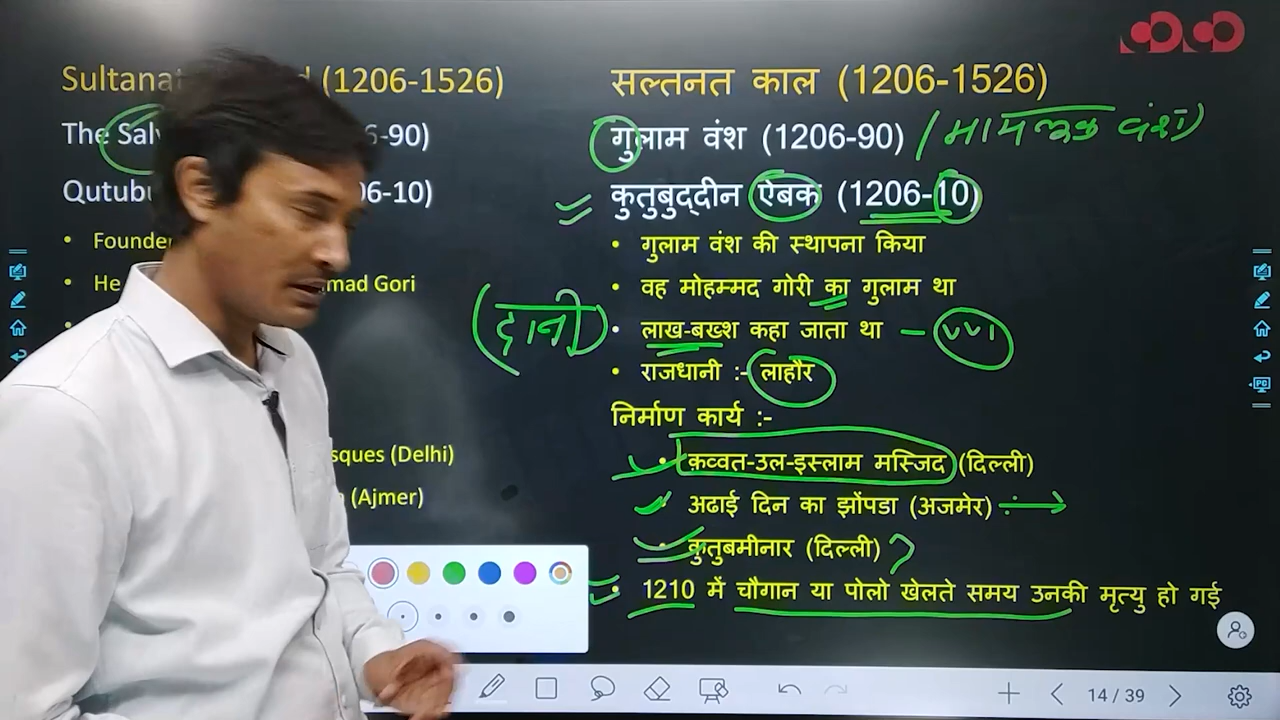 Sultanat (1206-1526)
The -90)
Qutubu 06-10)
• Founde
• He mad Gori
sques (Delhi)
(Ajmer)
सल्तनत काल (1206-1526)
गुलाम वंश (1206-90) / मामलूक वंश)
कुतुबुद्दीन ऐबक (1206-10)
• गुलाम वंश की स्थापना किया
• वह मोहम्मद गोरी का गुलाम था
(दानी) • लाख-बख्श कहा जाता था – VVI
• राजधानी :- लाहौर
निर्माण कार्य :-
• क़व्वत-उल-इस्लाम मस्जिद (दिल्ली)
• अढाई दिन का झोंपडा (अजमेर) :→
• कुतुबमीनार (दिल्ली) ?
• 1210 में चौगान या पोलो खेलते समय उनकी मृत्यु हो गई
14 / 39